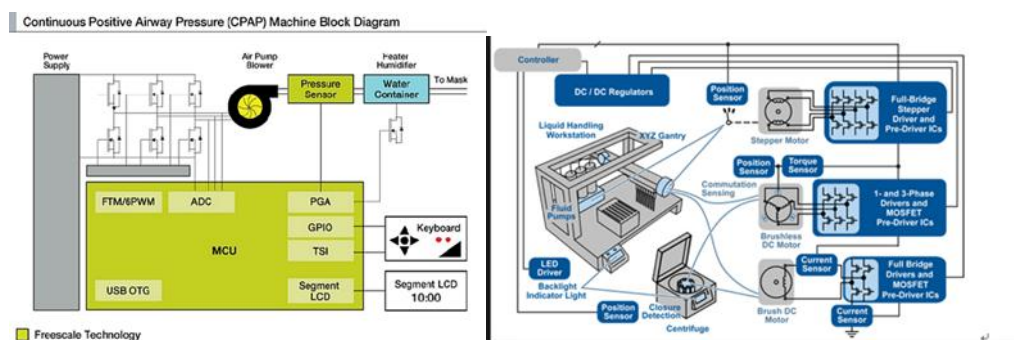 Continuous Positive Airway Pressure (CPAP) Machine Block Diagram
Power
Supply
Air Pump
Blower
Pressure
Sensor
Heater
Humidifier
Water
Container
To Mask
FTM/6PWM
ADC
PGA
GPIO
TSI
MCU
USB OTG
Segment
LCD
Keyboard
Segment LCD
10:00
Freescale Technology
Controller
DC / DC Regulators
Position
Sensor
Stepper Motor
Full-Bridge
Stepper
Driver and
Pre-Driver ICs
Liquid Handling
Workstation
XYZ Gantry
Fluid
Pumps
Commutation
Sensing
Position
Sensor
Torque
Sensor
Brushless
DC Motor
1- and 3-Phase
Drivers and
MOSFET
Pre-Driver ICs
LED
Driver
Backlight
Indicator Light
Position
Sensor
Closure
Detection
Centrifuge
Brush DC
Motor
Current
Sensor
Full Bridge
Drivers and
MOSFET
Pre-Driver ICs
Current
Sensor